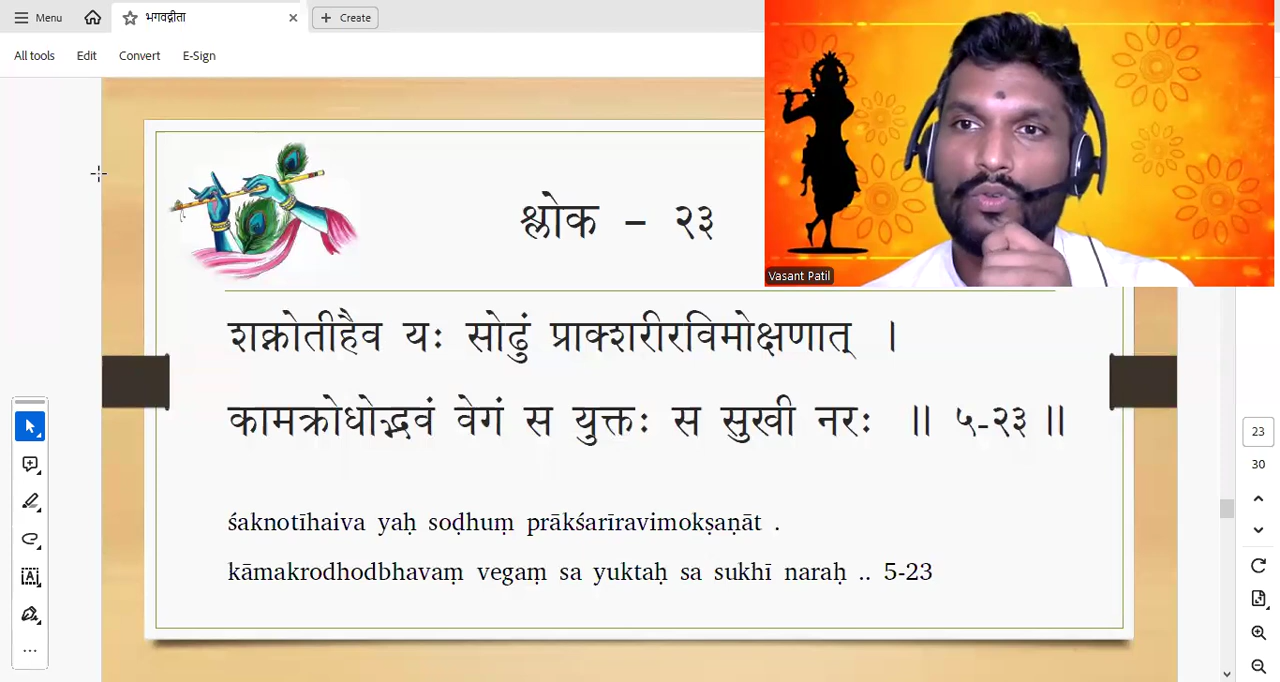 Menu
भगवद्गीता
Create
All tools Edit Convert E-Sign
श्लोक – २३
Vasant Patil
शक्नोतीहैव यः सोढुं प्राक्शरीरविमोक्षणात् ।
कामक्रोधोद्भवं वेगं स युक्तः स सुखी नरः ॥ ५-२३ ॥
śaknotīhaiva yaḥ soḍhuṃ prākśarīravimokṣaṇāt .
kāmakrodhodbhavaṃ vegaṃ sa yuktaḥ sa sukhī naraḥ .. 5-23
23
30